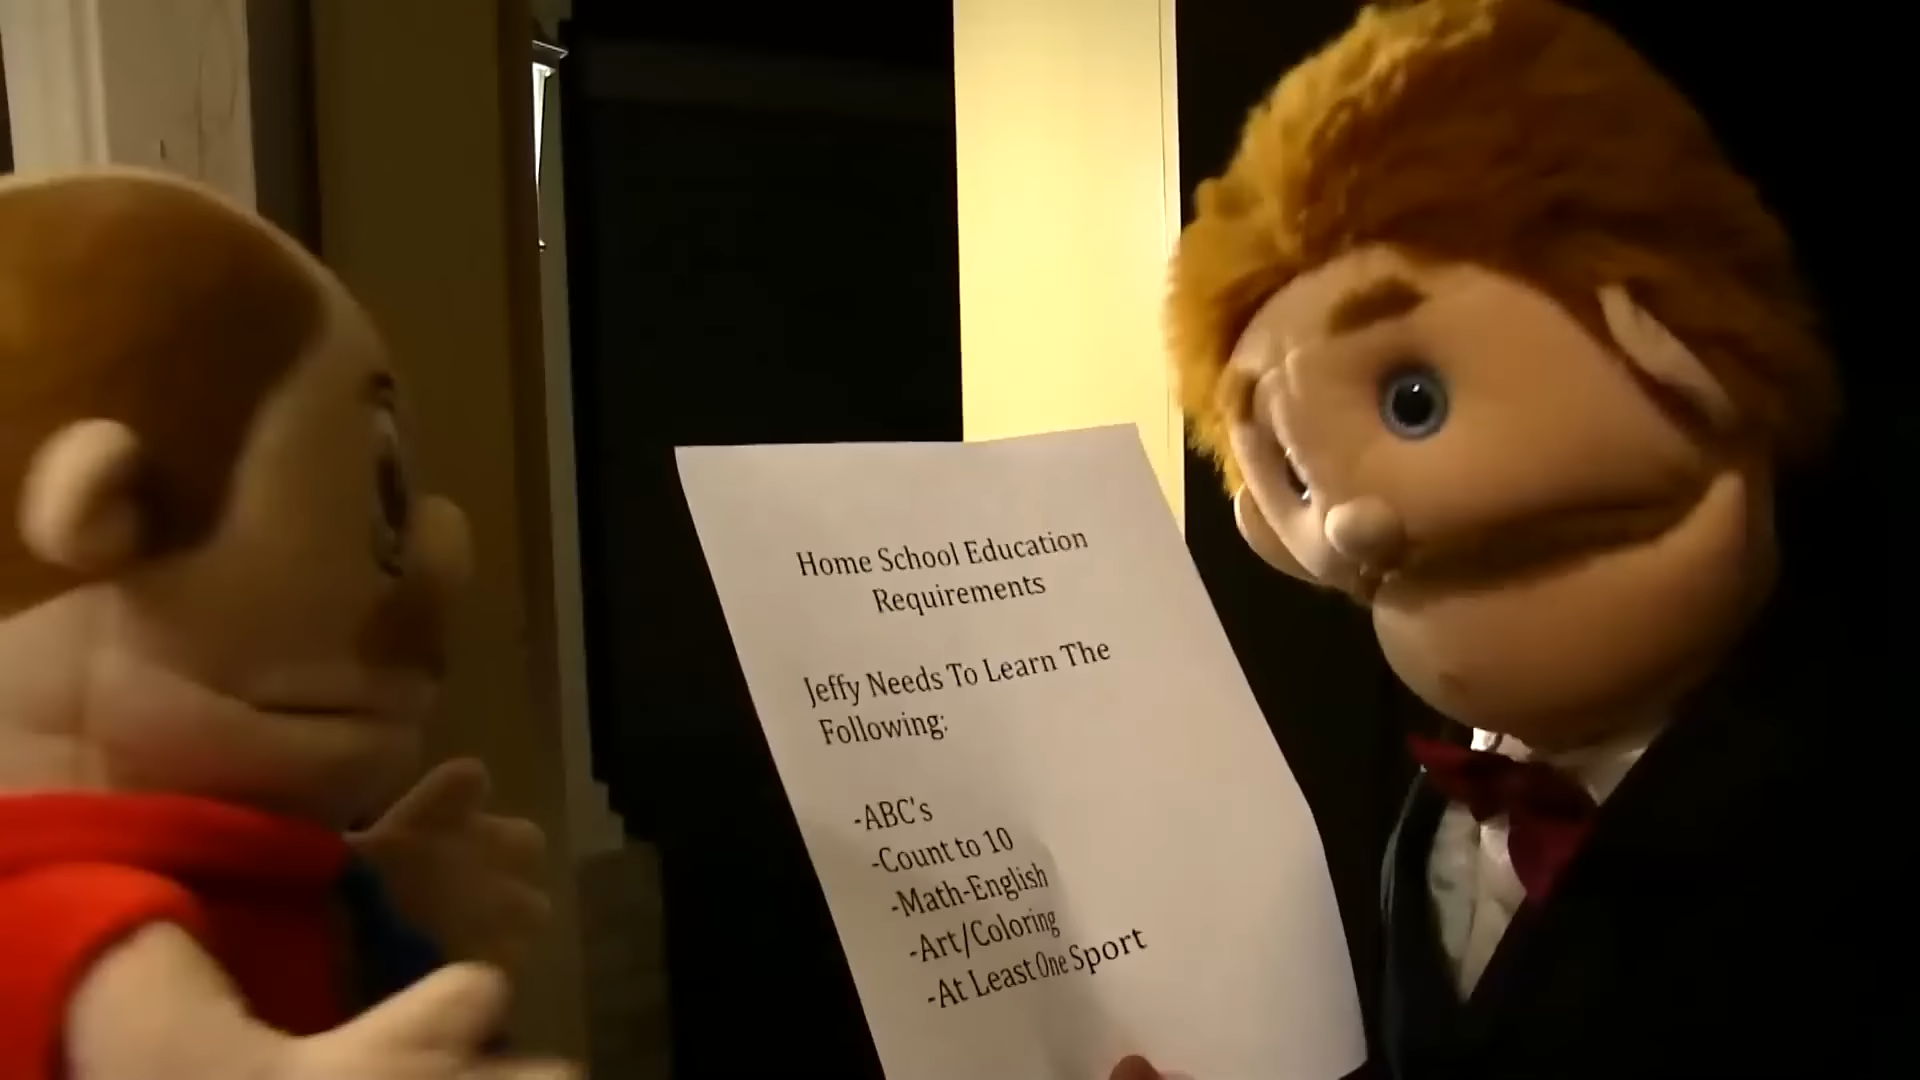 Home School Education
Requirements
Jeffy Needs To Learn The
Following:
-ABC's
-Count to 10
-Math-English
-Art/Coloring
-At Least One Sport